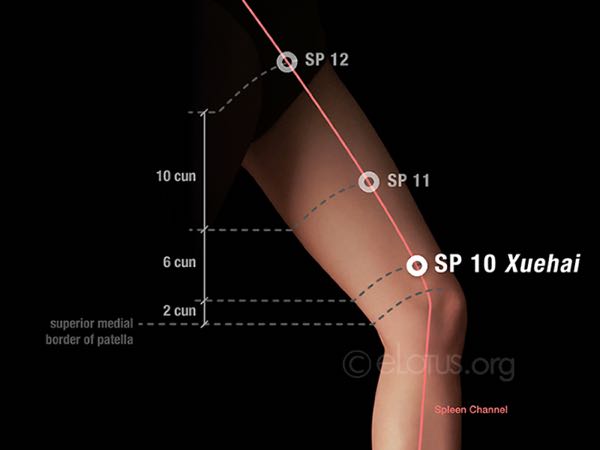 SP 12
10 cun
SP 11
6 cun
SP 10 Xuehai
2 cun
superior medial
border of patella
© eLotus.org
Spleen Channel